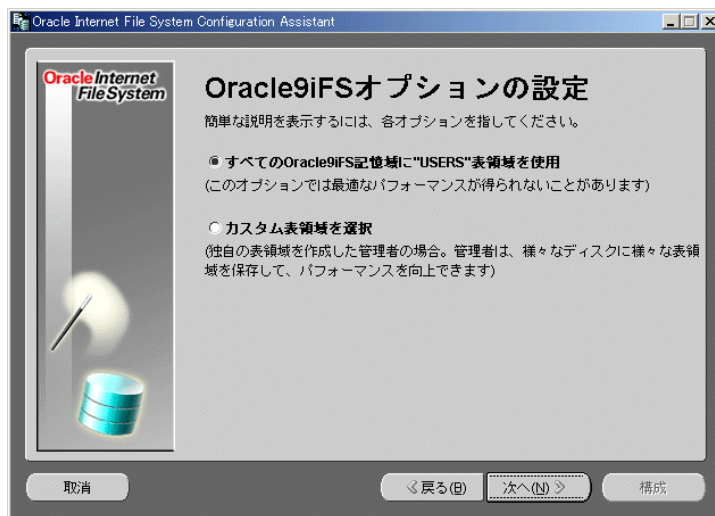 Oracle Internet File System Configuration Assistant
Oracle Internet
File System
Oracle9iFSオプションの設定
簡単な説明を表示するには、各オプションを指してください。
すべてのOracle9iFS記憶域に"USERS"表領域を使用
(このオプションでは最適なパフォーマンスが得られないことがあります)
カスタム表領域を選択
(独自の表領域を作成した管理者の場合。管理者は、様々なディスクに様々な表領
域を保存して、パフォーマンスを向上できます)
取消
戻る(B)
次へ(N)
構成